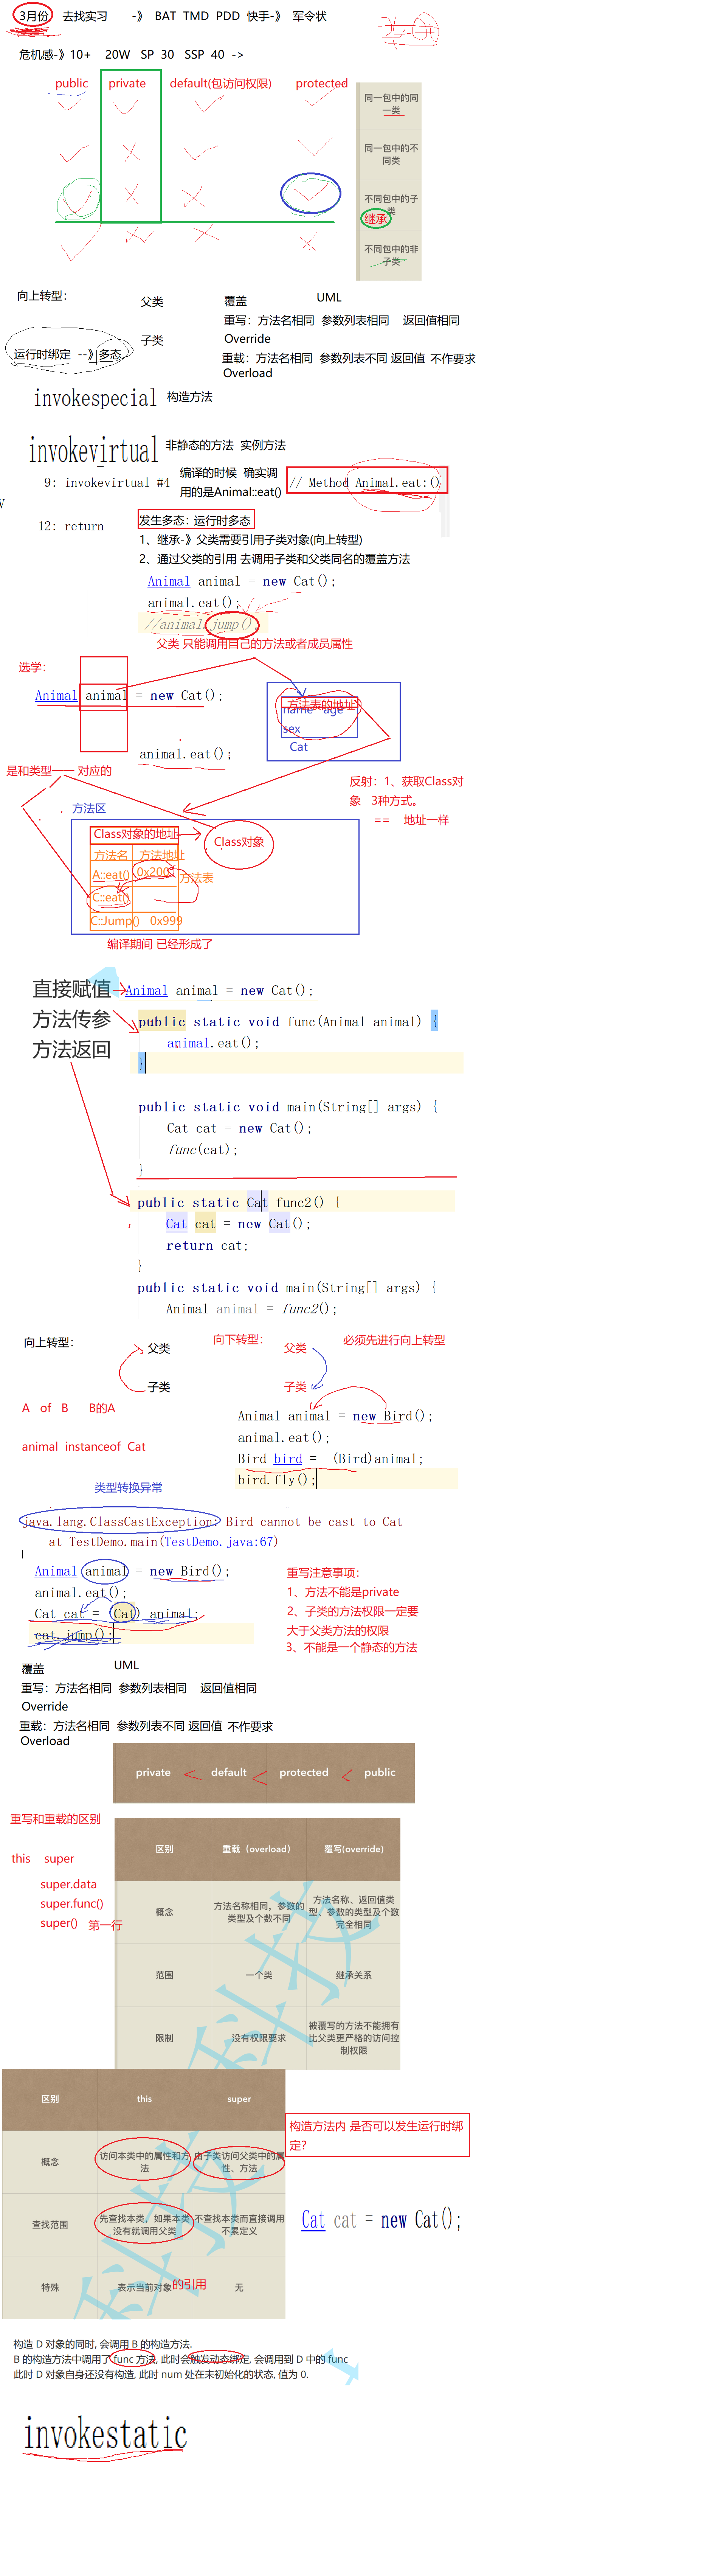 3月份 去找实习 -》 BAT TMD PDD 快手-》 军令状
危机感-》10+ 20W SP 30 SSP 40 ->
public private default(包访问权限) protected
同一包中的同
一类
同一包中的不
同类
不同包中的子
类
继承
不同包中的非
子类
向上转型：
父类
子类
运行时绑定 --》多态
覆盖 UML
重写：方法名相同 参数列表相同 返回值相同
Override
重载：方法名相同 参数列表不同 返回值 不作要求
Overload
invokespecial 构造方法
invokevirtual 非静态的方法 实例方法
9: invokevirtual #4
编译的时候 确实调
用的是Animal::eat()
// Method Animal.eat:()
12: return
发生多态：运行时多态
1、继承-》父类需要引用子类对象(向上转型)
2、通过父类的引用 去调用子类和父类同名的覆盖方法
Animal animal = new Cat();
animal.eat();
//animal.jump();
父类 只能调用自己的方法或者成员属性
选学：
Animal animal = new Cat();
animal.eat();
方法表的地址
name age
sex
Cat
是和类型一一 对应的
反射：1、获取Class对
象 3种方式。
== 地址一样
方法区
Class对象的地址
Class对象
方法名 方法地址
A::eat() 0x200
方法表
C::eat()
C::Jump() 0x999
编译期间 已经形成了
直接赋值
方法传参
方法返回
Animal animal = new Cat();
public static void func(Animal animal) {
animal.eat();
}
public static void main(String[] args) {
Cat cat = new Cat();
func(cat);
}
public static Cat func2() {
Cat cat = new Cat();
return cat;
}
public static void main(String[] args) {
Animal animal = func2();
向上转型：
父类
子类
向下转型：
父类
子类
必须先进行向上转型
A of B B的A
animal instanceof Cat
Animal animal = new Bird();
animal.eat();
Bird bird = (Bird)animal;
bird.fly();
类型转换异常
java.lang.ClassCastException: Bird cannot be cast to Cat
at TestDemo.main(TestDemo.java:67)
Animal animal = new Bird();
animal.eat();
Cat cat = (Cat) animal;
cat.jump();
重写注意事项：
1、方法不能是private
2、子类的方法权限一定要
大于父类方法的权限
3、不能是一个静态的方法
覆盖 UML
重写：方法名相同 参数列表相同 返回值相同
Override
重载：方法名相同 参数列表不同 返回值 不作要求
Overload
private < default < protected < public
重写和重载的区别
this super
super.data
super.func()
super() 第一行
区别 重载（overload） 覆写(override)
概念
方法名称相同，参数的
类型及个数不同
方法名称、返回值类
型、参数的类型及个数
完全相同
范围 一个类 继承关系
限制 没有权限要求
被覆写的方法不能拥有
比父类更严格的访问控
制权限
区别 this super
概念
访问本类中的属性和方
法
由子类访问父类中的属
性、方法
查找范围
先查找本类，如果本类
没有就调用父类
不查找本类而直接调用
父类定义
特殊 表示当前对象的引用 无
构造方法内 是否可以发生运行时绑
定？
Cat cat = new Cat();
构造 D 对象的同时, 会调用 B 的构造方法.
B 的构造方法中调用了 func 方法, 此时会触发动态绑定, 会调用到 D 中的 func
此时 D 对象自身还没有构造, 此时 num 处在未初始化的状态, 值为 0.
invokestatic